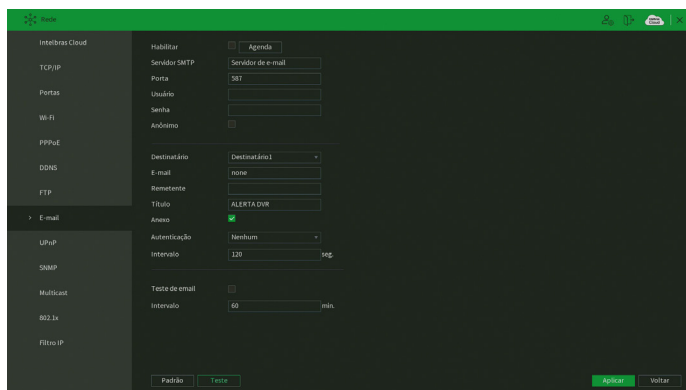 Rede
Intelbras Cloud
TCP/IP
Portas
Wi-Fi
PPPoE
DDNS
FTP
> E-mail
UPnP
SNMP
Multicast
802.1x
Filtro IP
Habilitar Agenda
Servidor SMTP Servidor de e-mail
Porta 587
Usuário
Senha
Anônimo
Destinatário Destinatário1
E-mail none
Remetente
Título ALERTA DVR
Anexo
Autenticação Nenhum
Intervalo 120 seg.
Teste de email
Intervalo 60 min.
Padrão Teste Aplicar Voltar